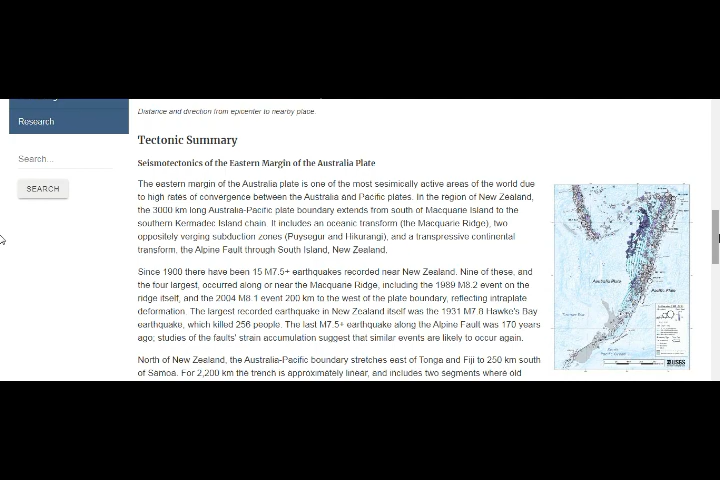 Distance and direction from epicenter to nearby place.
Research
Tectonic Summary
Search...
Seismotectonics of the Eastern Margin of the Australia Plate
SEARCH
The eastern margin of the Australia plate is one of the most sesimically active areas of the world due
to high rates of convergence between the Australia and Pacific plates. In the region of New Zealand,
the 3000 km long Australia-Pacific plate boundary extends from south of Macquarie Island to the
southern Kermadec Island chain. It includes an oceanic transform (the Macquarie Ridge), two
oppositely verging subduction zones (Puysegur and Hikurangi), and a transpressive continental
transform, the Alpine Fault through South Island, New Zealand.
Since 1900 there have been 15 M7.5+ earthquakes recorded near New Zealand. Nine of these, and
the four largest, occurred along or near the Macquarie Ridge, including the 1989 M8.2 event on the
ridge itself, and the 2004 M8.1 event 200 km to the west of the plate boundary, reflecting intraplate
deformation. The largest recorded earthquake in New Zealand itself was the 1931 M7.8 Hawke's Bay
earthquake, which killed 256 people. The last M7.5+ earthquake along the Alpine Fault was 170 years
ago; studies of the faults' strain accumulation suggest that similar events are likely to occur again.
North of New Zealand, the Australia-Pacific boundary stretches east of Tonga and Fiji to 250 km south
of Samoa. For 2,200 km the trench is approximately linear, and includes two segments where old
Australia Plate
Pacific Plate
USGS